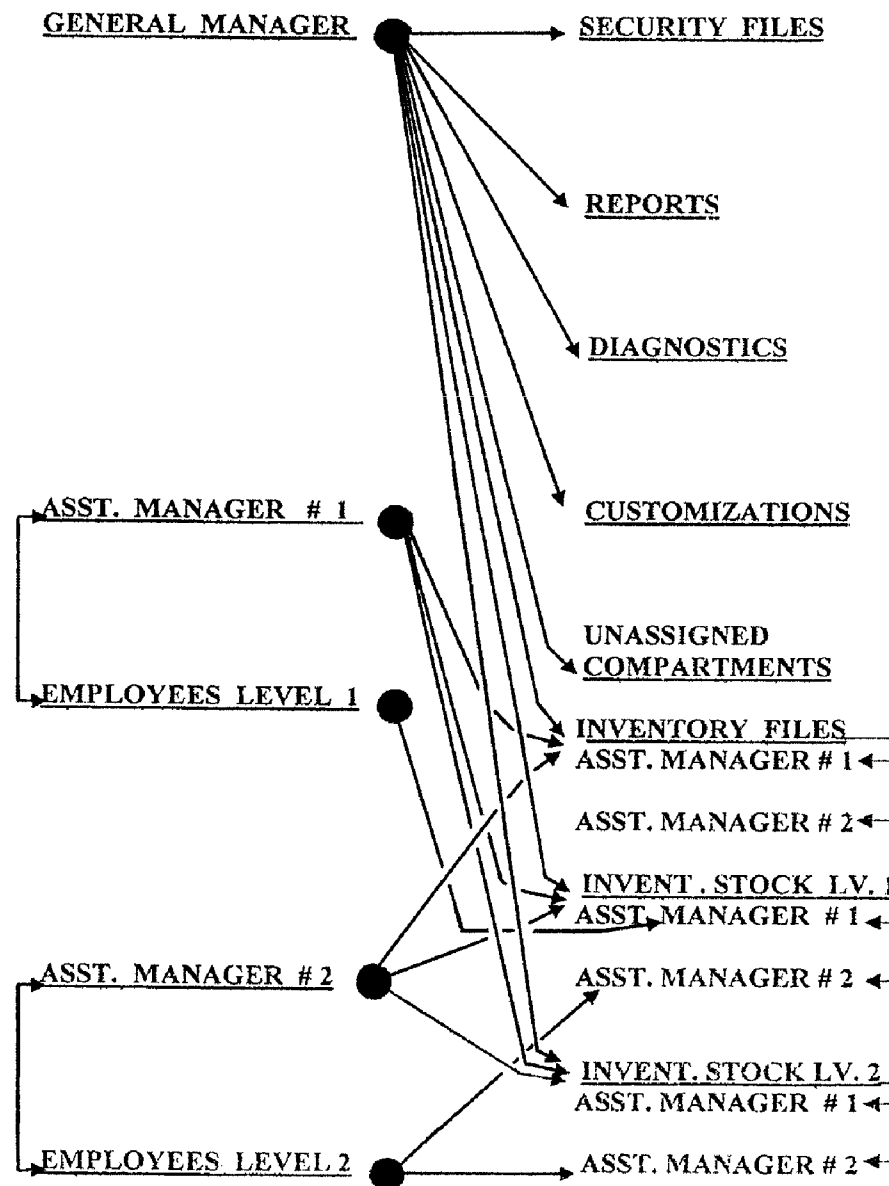 GENERAL MANAGER
SECURITY FILES
REPORTS
DIAGNOSTICS
CUSTOMIZATIONS
ASST. MANAGER # 1
UNASSIGNED
COMPARTMENTS
EMPLOYEES LEVEL 1
INVENTORY FILES
ASST. MANAGER # 1
ASST. MANAGER # 2
INVENT. STOCK LV. 1
ASST. MANAGER # 1
ASST. MANAGER # 2
ASST. MANAGER # 2
INVENT. STOCK LV. 2
ASST. MANAGER # 1
EMPLOYEES LEVEL 2
ASST. MANAGER # 2